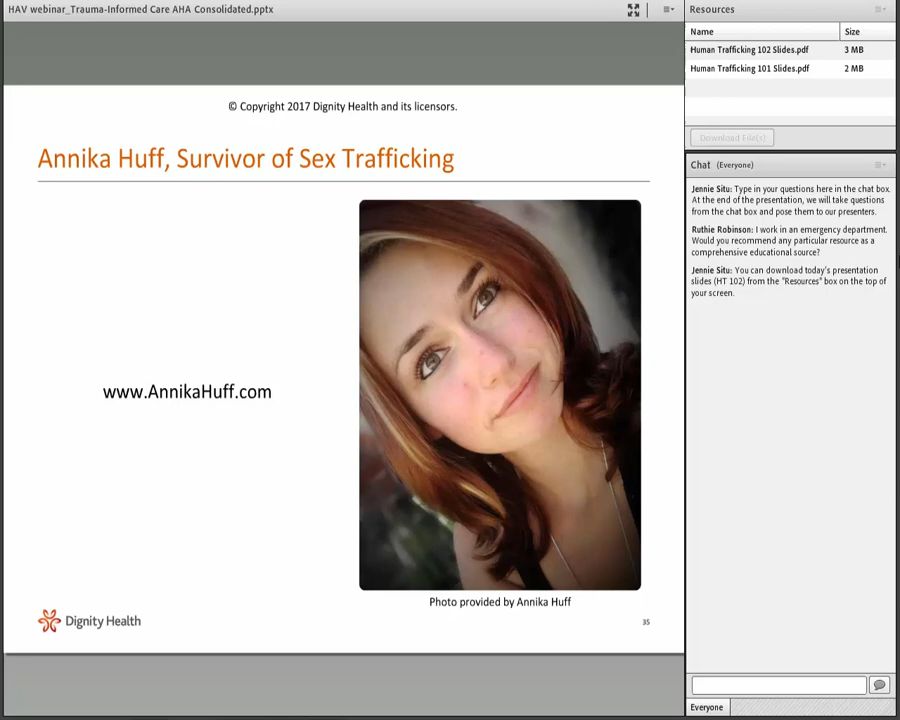 HAV webinar_Trauma-Informed Care AHA Consolidated.pptx
© Copyright 2017 Dignity Health and its licensors.
Annika Huff, Survivor of Sex Trafficking
www.AnnikaHuff.com
Photo provided by Annika Huff
Dignity Health
35
Resources
Name Size
Human Trafficking 102 Slides.pdf 3 MB
Human Trafficking 101 Slides.pdf 2 MB
Download File(s)
Chat (Everyone)
Jennie Situ: Type in your questions here in the chat box.
At the end of the presentation, we will take questions
from the chat box and pose them to our presenters.
Ruthie Robinson: I work in an emergency department.
Would you recommend any particular resource as a
comprehensive educational source?
Jennie Situ: You can download today's presentation
slides (HT 102) from the "Resources" box on the top of
your screen.
Everyone